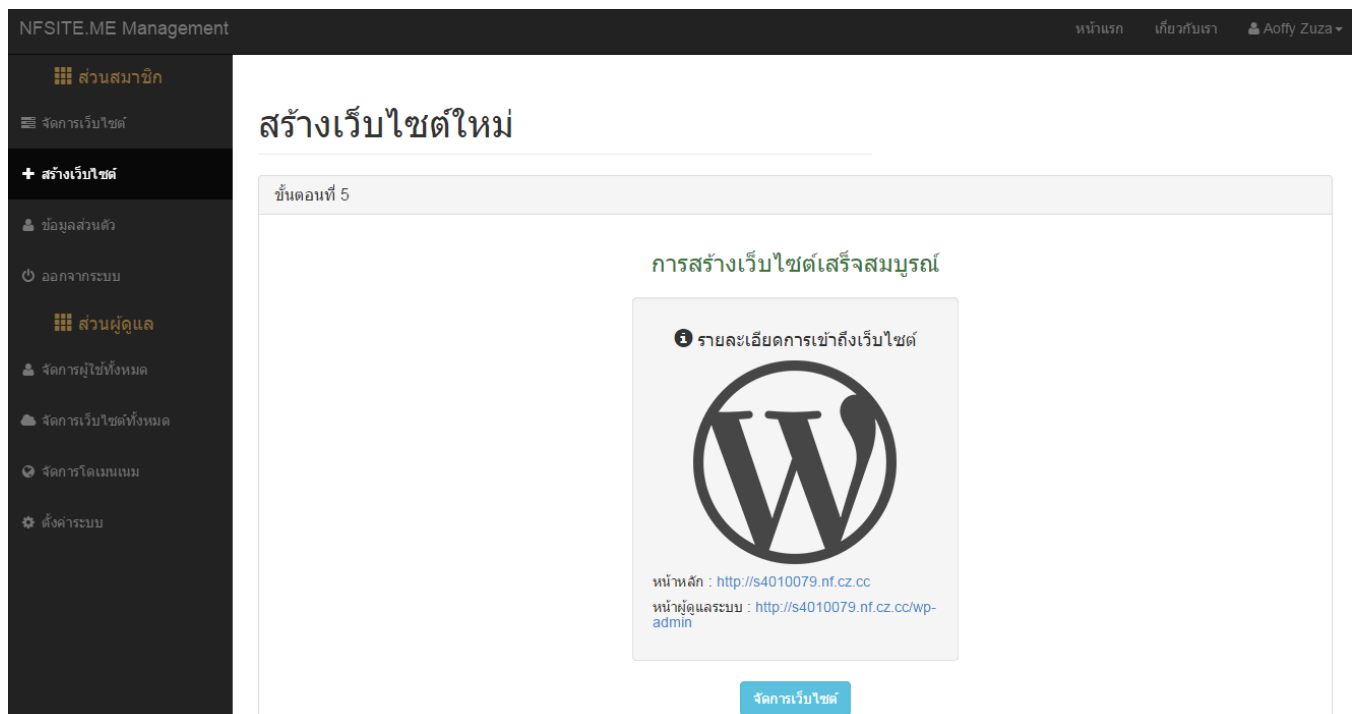 NFSITE.ME Management
หน้าแรก เกี่ยวกับเรา Aoffy Zuza
ส่วนสมาชิก
จัดการเว็บไซต์
สร้างเว็บไซต์
ข้อมูลส่วนตัว
ออกจากระบบ
ส่วนผู้ดูแล
จัดการผู้ใช้ทั้งหมด
จัดการเว็บไซต์ทั้งหมด
จัดการโดเมนเนม
ตั้งค่าระบบ
สร้างเว็บไซต์ใหม่
ขั้นตอนที่ 5
การสร้างเว็บไซต์เสร็จสมบูรณ์
รายละเอียดการเข้าถึงเว็บไซต์
W
หน้าหลัก : http://s4010079.nf.cz.cc
หน้าผู้ดูแลระบบ : http://s4010079.nf.cz.cc/wp-
admin
จัดการเว็บไซต์